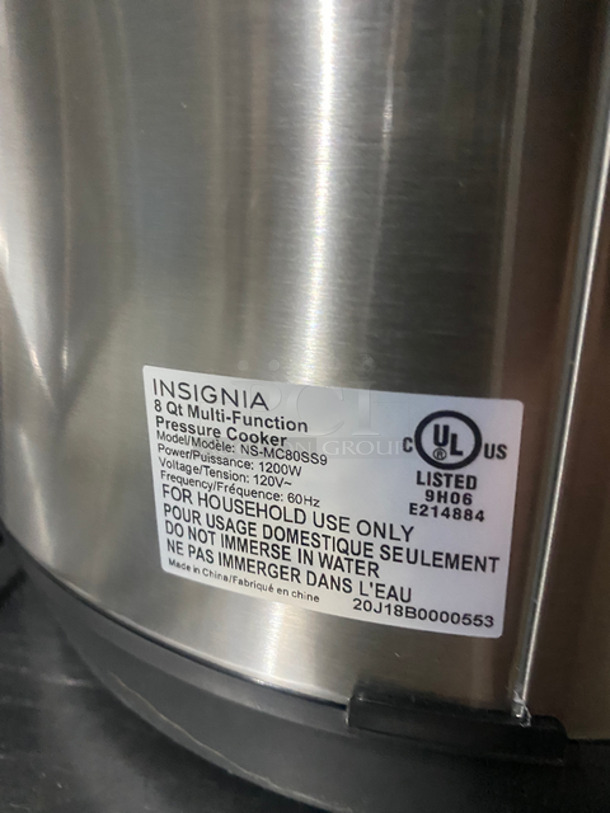 INSIGNIA
8 Qt Multi-Function
Pressure Cooker
Model/Modèle: NS-MC80SS9
Power/Puissance: 1200W
Voltage/Tension: 120V~
Frequency/Fréquence: 60Hz
FOR HOUSEHOLD USE ONLY
POUR USAGE DOMESTIQUE SEULEMENT
DO NOT IMMERSE IN WATER
NE PAS IMMERGER DANS L'EAU
Made in China/Fabriqué en chine
20J18B0000553
C UL ® US
LISTED
9H06
E214884
GROUP